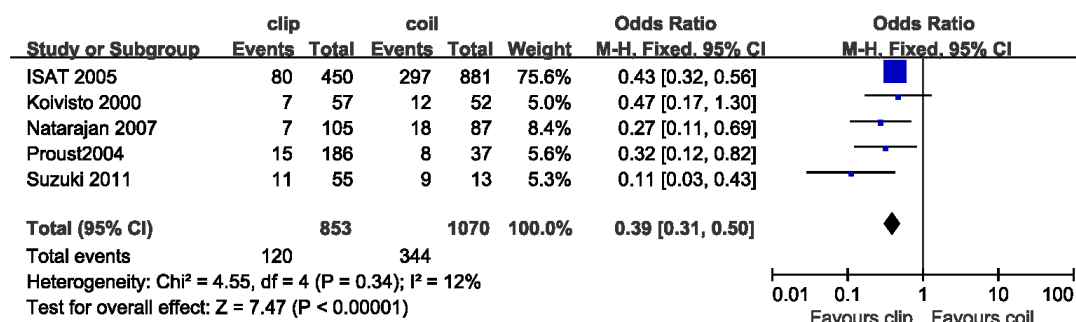 clip coil Odds Ratio Odds Ratio
Study or Subgroup Events Total Events Total Weight M-H, Fixed, 95% CI M-H, Fixed, 95% CI
ISAT 2005 80 450 297 881 75.6% 0.43 [0.32, 0.56]
Koivisto 2000 7 57 12 52 5.0% 0.47 [0.17, 1.30]
Natarajan 2007 7 105 18 87 8.4% 0.27 [0.11, 0.69]
Proust2004 15 186 8 37 5.6% 0.32 [0.12, 0.82]
Suzuki 2011 11 55 9 13 5.3% 0.11 [0.03, 0.43]
Total (95% CI) 853 1070 100.0% 0.39 [0.31, 0.50]
Total events 120 344
Heterogeneity: Chi² = 4.55, df = 4 (P = 0.34); I² = 12%
Test for overall effect: Z = 7.47 (P < 0.00001)
0.01 0.1 1 10 100
Favours clip Favours coil